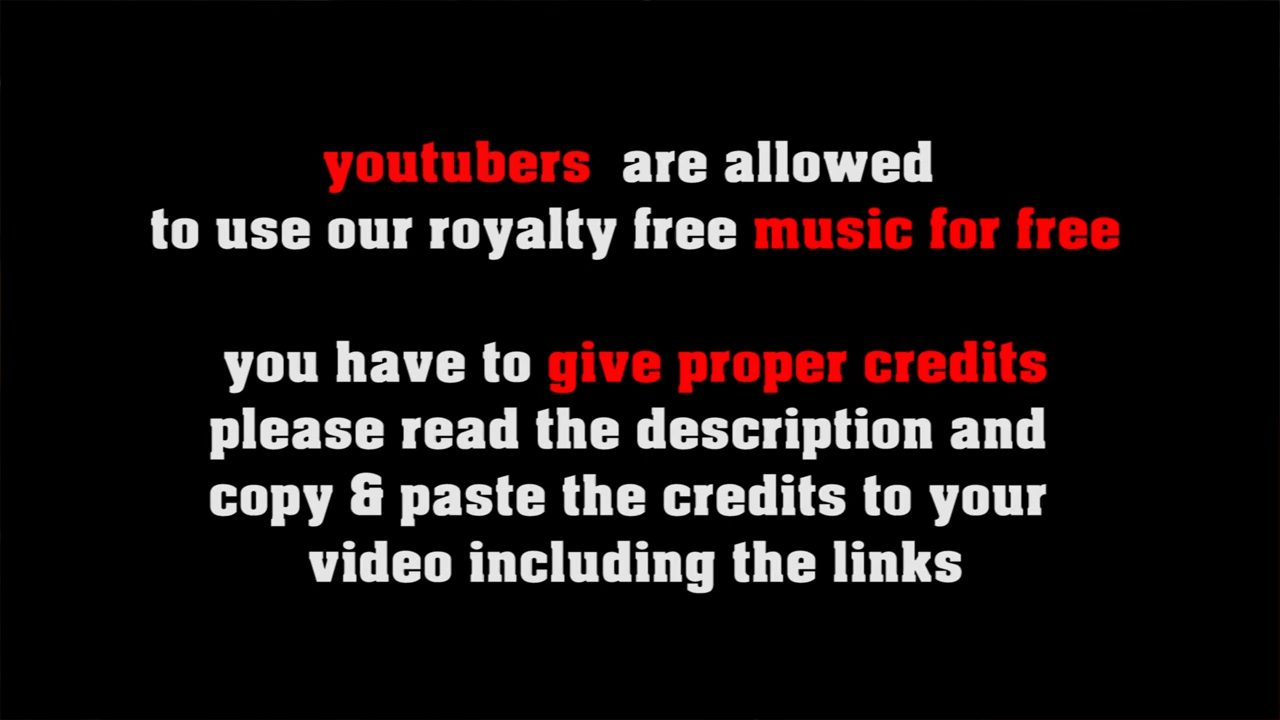 youtubers are allowed
to use our royalty free music for free
you have to give proper credits
please read the description and
copy & paste the credits to your
video including the links